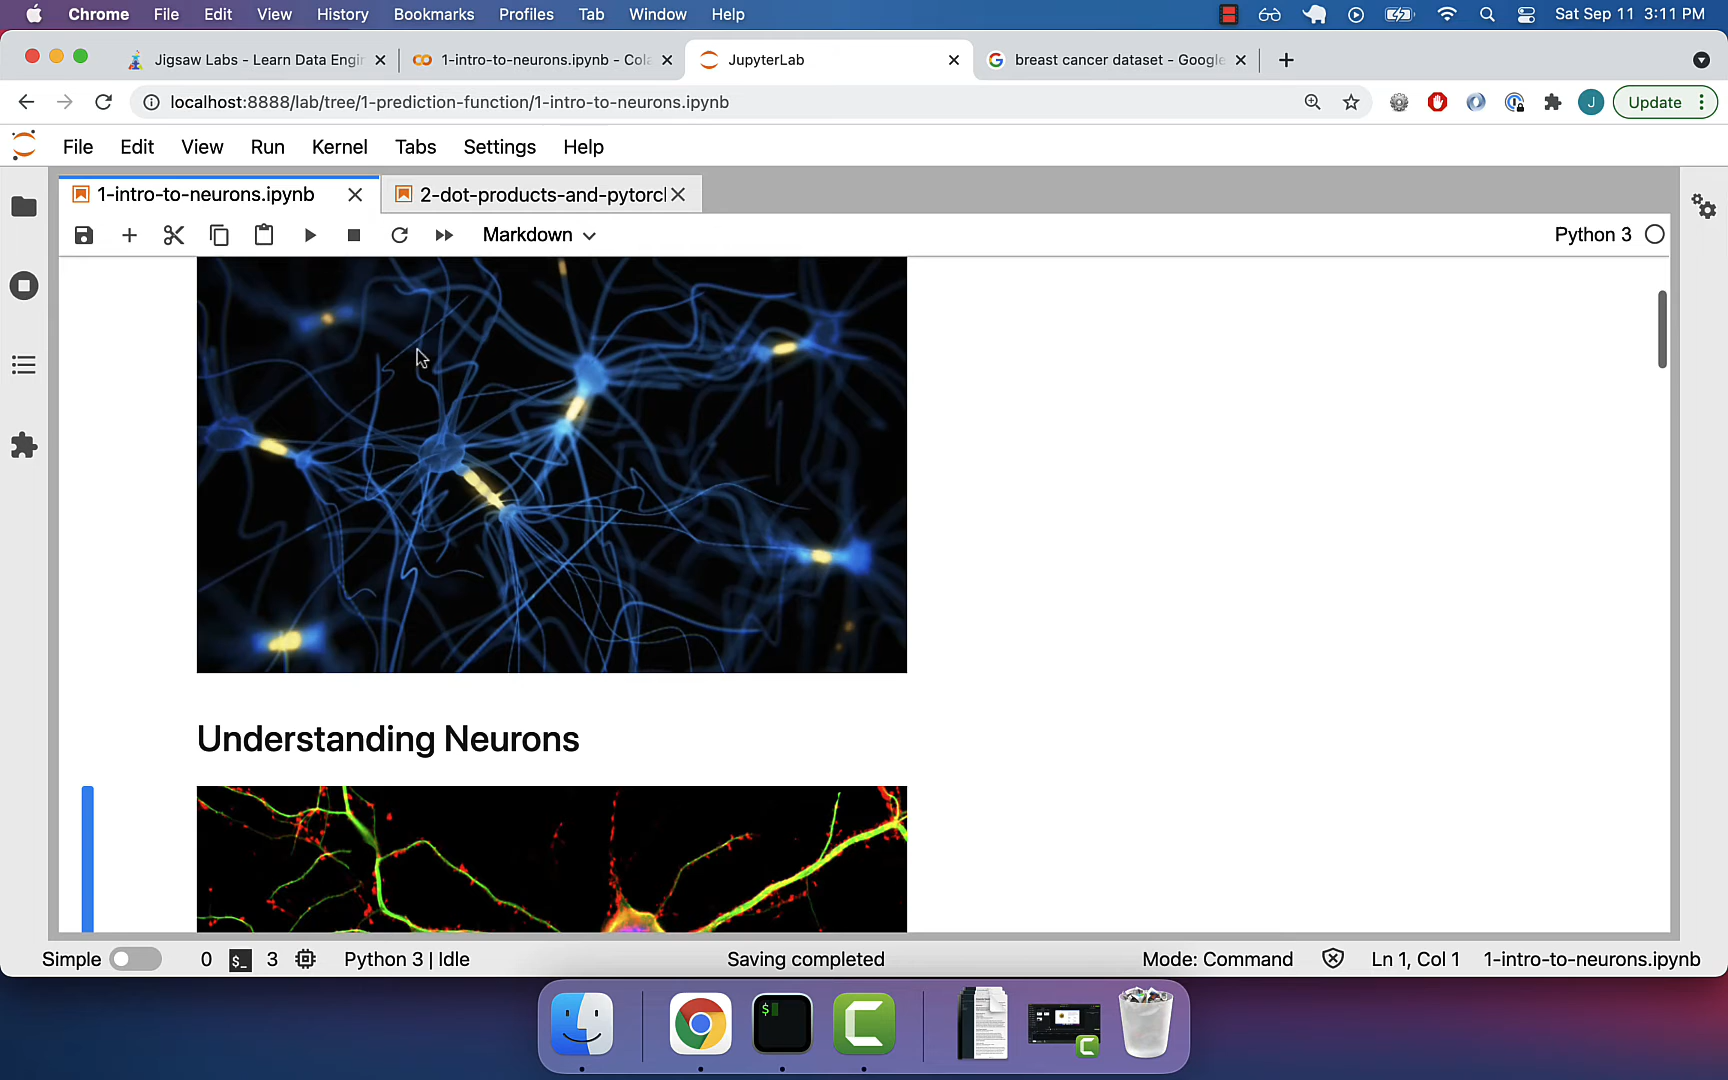 Chrome File Edit View History Bookmarks Profiles Tab Window Help Sat Sep 11 3:11 PM
Jigsaw Labs - Learn Data Engin 1-intro-to-neurons.ipynb - Cola JupyterLab breast cancer dataset - Google
localhost:8888/lab/tree/1-prediction-function/1-intro-to-neurons.ipynb J Update
File Edit View Run Kernel Tabs Settings Help
1-intro-to-neurons.ipynb 2-dot-products-and-pytorcl
Markdown Python 3
Understanding Neurons
Simple 0 $_ 3 Python 3 | Idle Saving completed Mode: Command Ln 1, Col 1 1-intro-to-neurons.ipynb
$